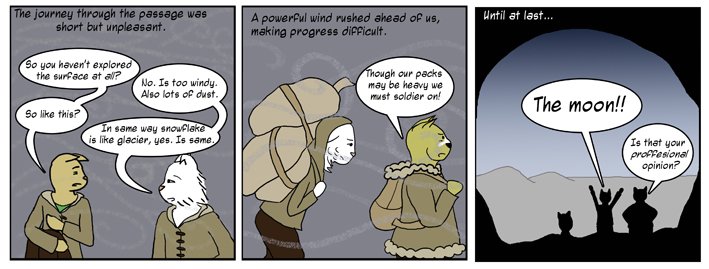 The journey through the passage was
short but unpleasant.
So you haven't explored
the surface at all?
No. Is too windy.
Also lots of dust.
So like this?
In same way snowflake
is like glacier, yes. Is same.
A powerful wind rushed ahead of us,
making progress difficult.
Though our packs
may be heavy we
must soldier on!
Until at last...
The moon!!
Is that your
proffesional
opinion?